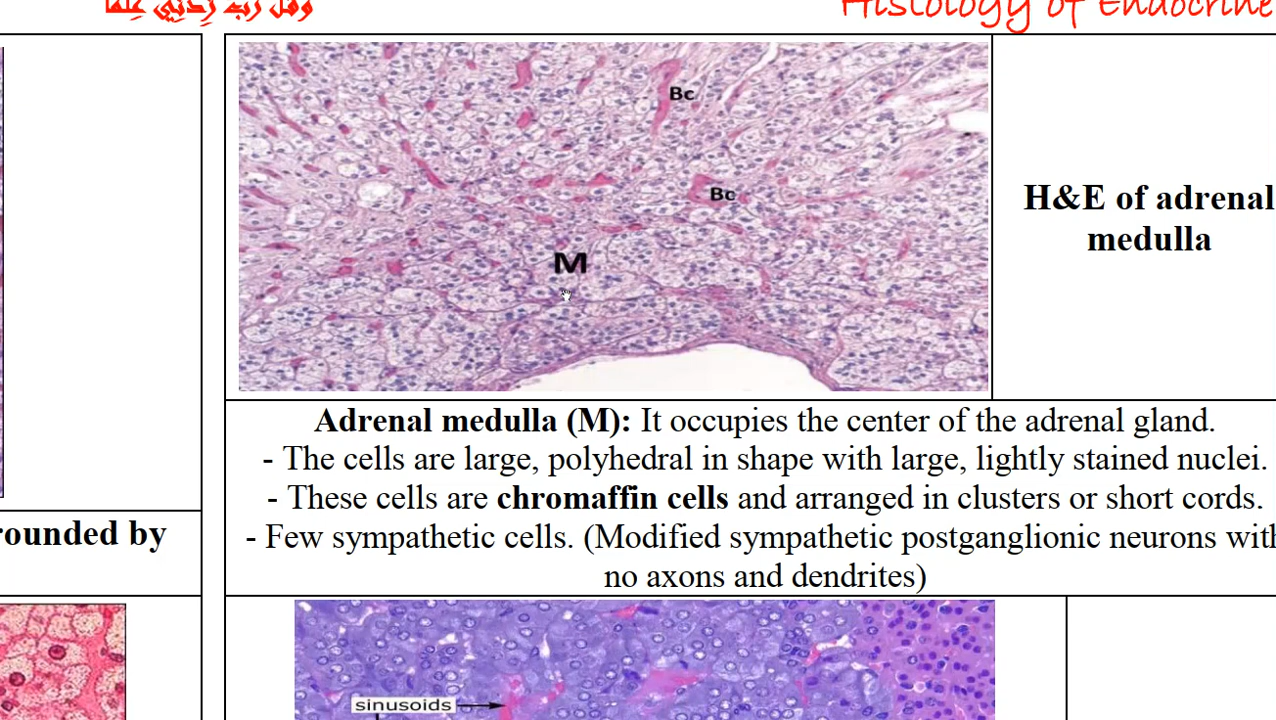 وقل رب زدني علما
Histology of Endocrine
Bc
Bc
M
H&E of adrenal
medulla
Adrenal medulla (M): It occupies the center of the adrenal gland.
- The cells are large, polyhedral in shape with large, lightly stained nuclei.
- These cells are chromaffin cells and arranged in clusters or short cords.
- Few sympathetic cells. (Modified sympathetic postganglionic neurons with
no axons and dendrites)
rounded by
sinusoids